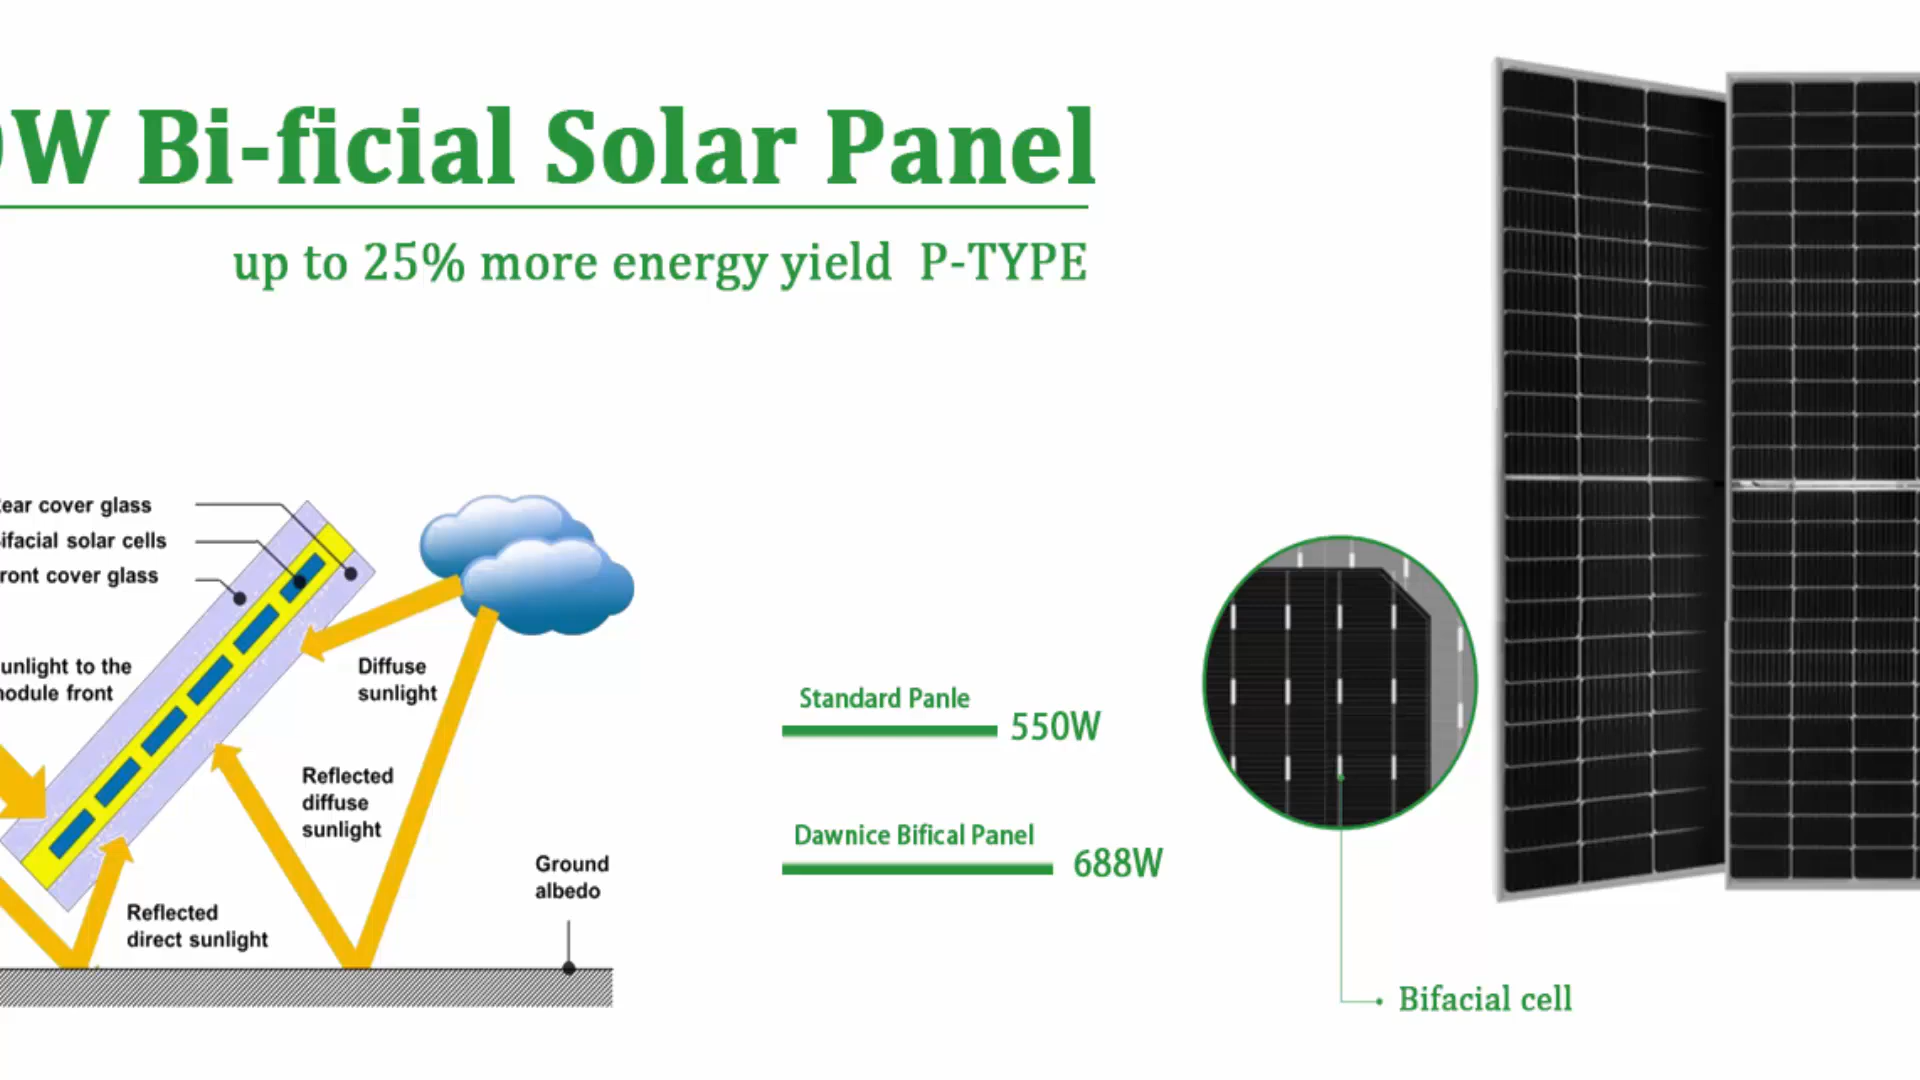 W Bi-ficial Solar Panel
up to 25% more energy yield P-TYPE
ear cover glass
ifacial solar cells
ront cover glass
unlight to the
odule front
Diffuse
sunlight
Reflected
diffuse
sunlight
Reflected
direct sunlight
Ground
albedo
Standard Panle
550W
Dawnice Bifical Panel
688W
Bifacial cell